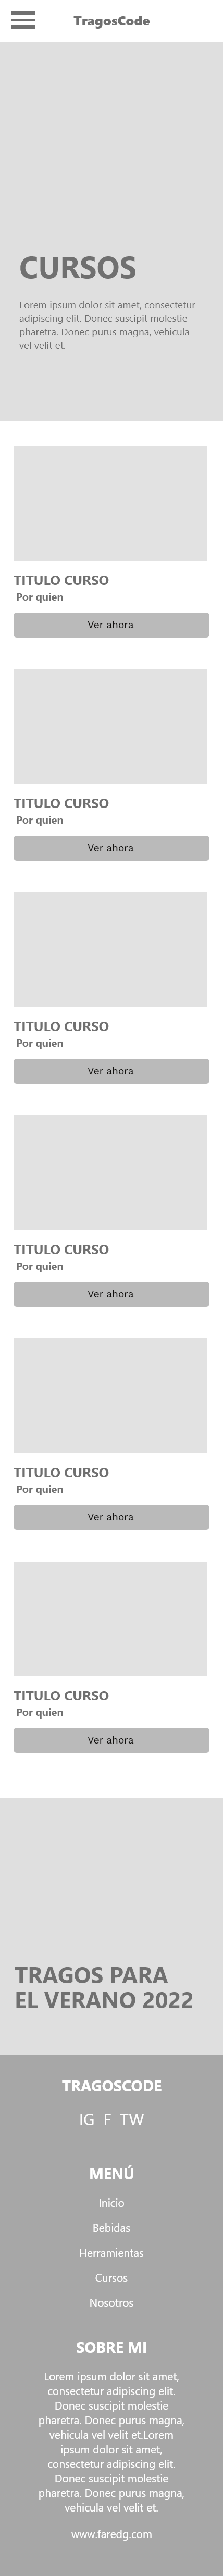 TragosCode
CURSOS
Lorem ipsum dolor sit amet, consectetur
adipiscing elit. Donec suscipit molestie
pharetra. Donec purus magna, vehicula
vel velit et.
TITULO CURSO
Por quien
Ver ahora
TITULO CURSO
Por quien
Ver ahora
TITULO CURSO
Por quien
Ver ahora
TITULO CURSO
Por quien
Ver ahora
TITULO CURSO
Por quien
Ver ahora
TITULO CURSO
Por quien
Ver ahora
TRAGOS PARA
EL VERANO 2022
TRAGOSCODE
IG F TW
MENÚ
Inicio
Bebidas
Herramientas
Cursos
Nosotros
SOBRE MI
Lorem ipsum dolor sit amet,
consectetur adipiscing elit.
Donec suscipit molestie
pharetra. Donec purus magna,
vehicula vel velit et.Lorem
ipsum dolor sit amet,
consectetur adipiscing elit.
Donec suscipit molestie
pharetra. Donec purus magna,
vehicula vel velit et.
www.faredg.com